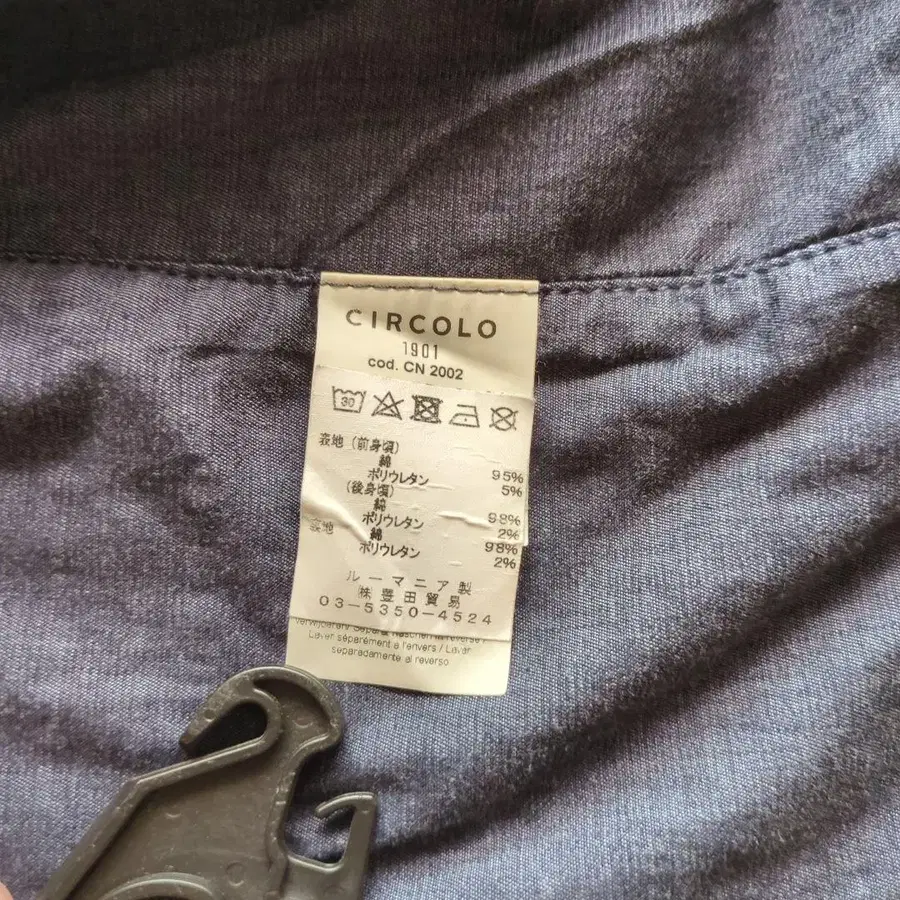 CIRCOLO
1901
cod. CN 2002
30
表地 (前身頃)
綿 95%
ポリウレタン 5%
(後身頃)
綿 98%
ポリウレタン 2%
表地 綿 98%
ポリウレタン 2%
ルーマニア製
㈱豊田貿易
03-5350-4524
Laver séparément a l'envers / Lavar
separadamente al reverso